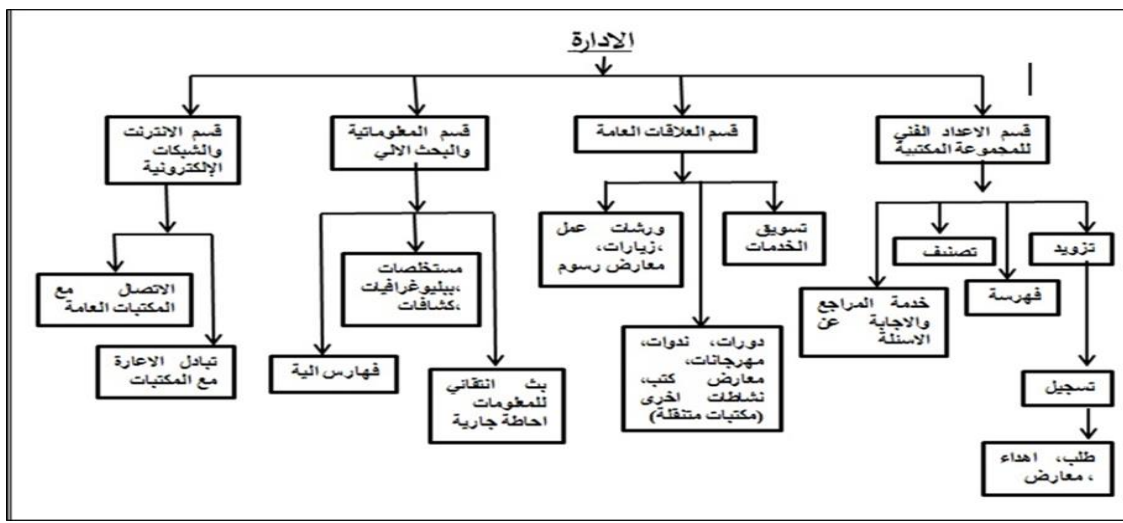 الادارة
قسم الاعداد الفني
للمجموعة المكتبية
قسم العلاقات العامة
قسم المعلوماتية
والبحث الالي
قسم الانترنت
والشبكات
الإلكترونية
تزويد
فهرسة
تصنيف
خدمة المراجع
والاجابة عن
الاسئلة
تسجيل
طلب، اهداء
، معارض
تسويق
الخدمات
دورات، ندوات،
مهرجانات،
معارض كتب،
نشاطات اخرى
(مكتبات متنقلة)
ورشات عمل
،زيارات،
معارض رسوم
بث انتقائي
للمعلومات
احاطة جارية
مستخلصات
،ببليوغرافيات
،كشافات
فهارس الية
تبادل الاعارة
مع المكتبات
الاتصال مع
المكتبات العامة